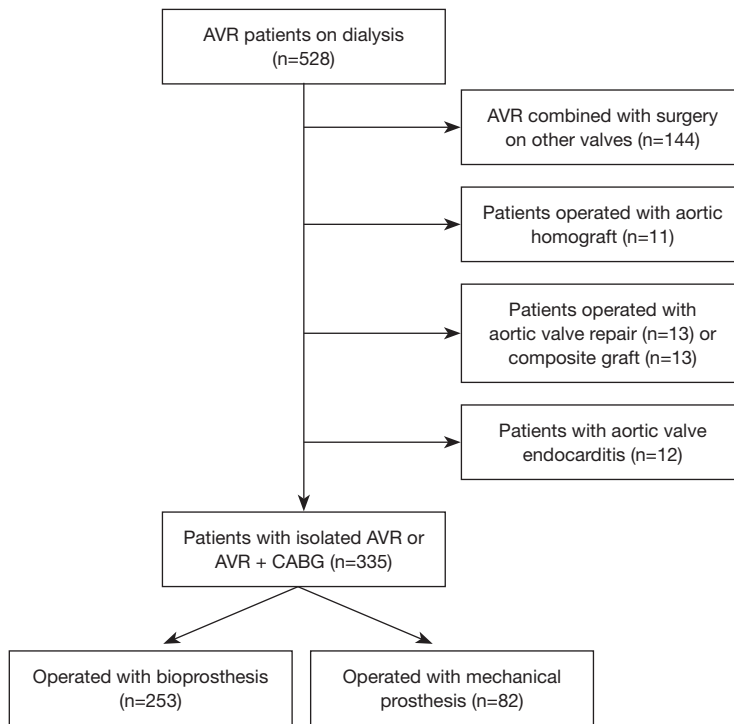 AVR patients on dialysis
(n=528)
AVR combined with surgery
on other valves (n=144)
Patients operated with aortic
homograft (n=11)
Patients operated with
aortic valve repair (n=13) or
composite graft (n=13)
Patients with aortic valve
endocarditis (n=12)
Patients with isolated AVR or
AVR + CABG (n=335)
Operated with bioprosthesis
(n=253)
Operated with mechanical
prosthesis (n=82)